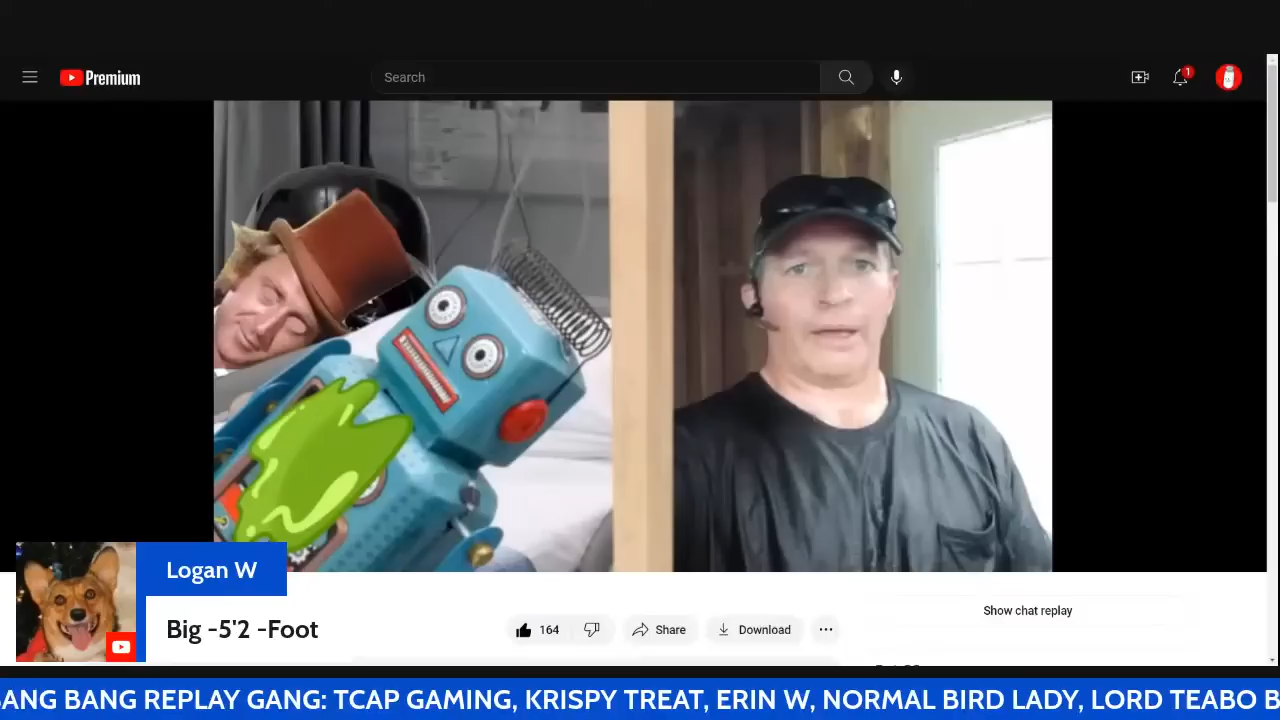 Premium
Search
1
Logan W
Big -5'2 -Foot
164
Share
Download
Show chat replay
BANG BANG REPLAY GANG: TCAP GAMING, KRISPY TREAT, ERIN W, NORMAL BIRD LADY, LORD TEABO B